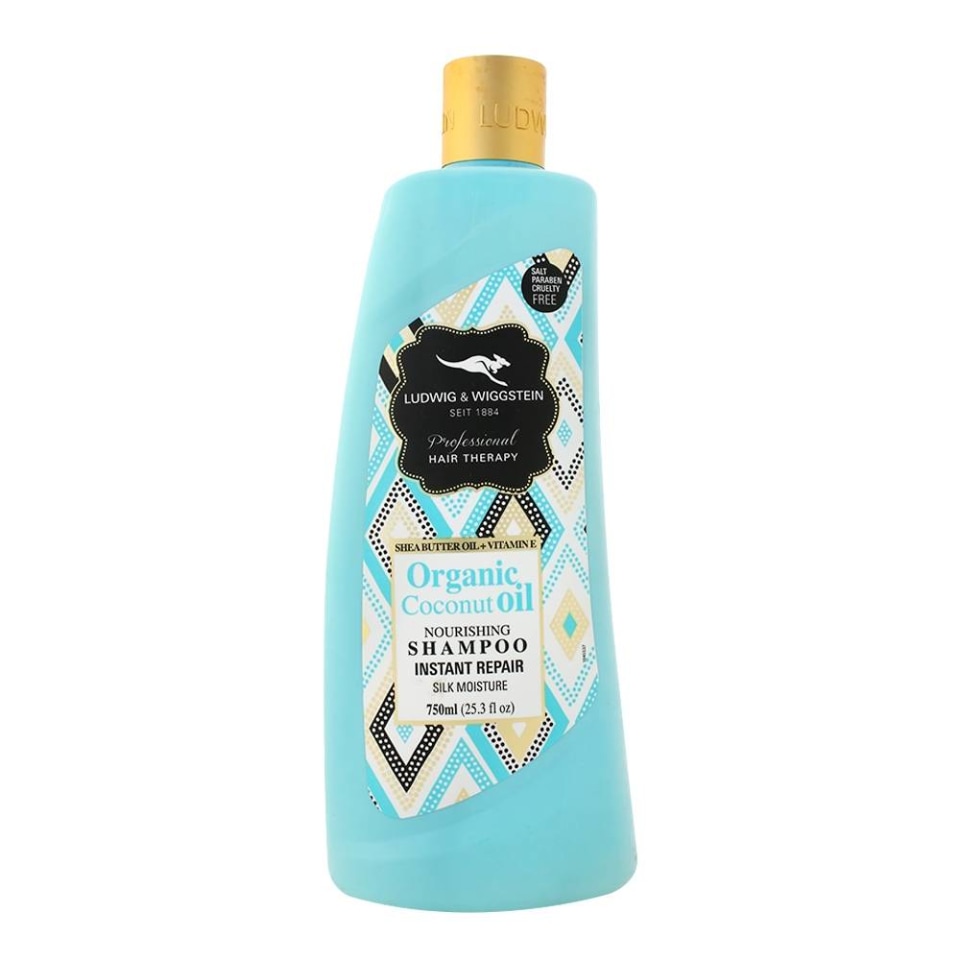 LUDW
SALT
PARABEN
CRUELTY
FREE
LUDWIG & WIGGSTEIN
SEIT 1884
Professional
HAIR THERAPY
SHEA BUTTER OIL + VITAMIN E
Organic
Coconut oil
NOURISHING
SHAMPOO
INSTANT REPAIR
SILK MOISTURE
750ml (25.3 fl oz)